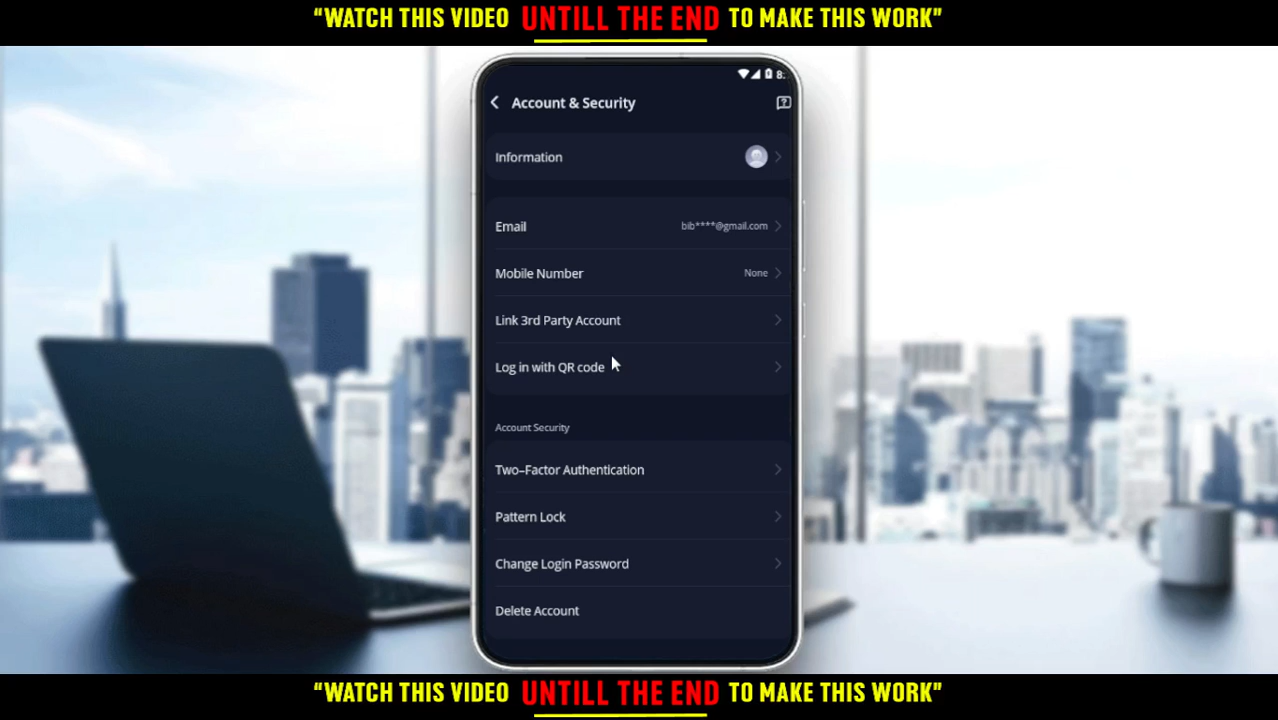 “WATCH THIS VIDEO UNTILL THE END TO MAKE THIS WORK”
8:
Account & Security
Information
Email bib****@gmail.com
Mobile Number None
Link 3rd Party Account
Log in with QR code
Account Security
Two-Factor Authentication
Pattern Lock
Change Login Password
Delete Account
“WATCH THIS VIDEO UNTILL THE END TO MAKE THIS WORK”